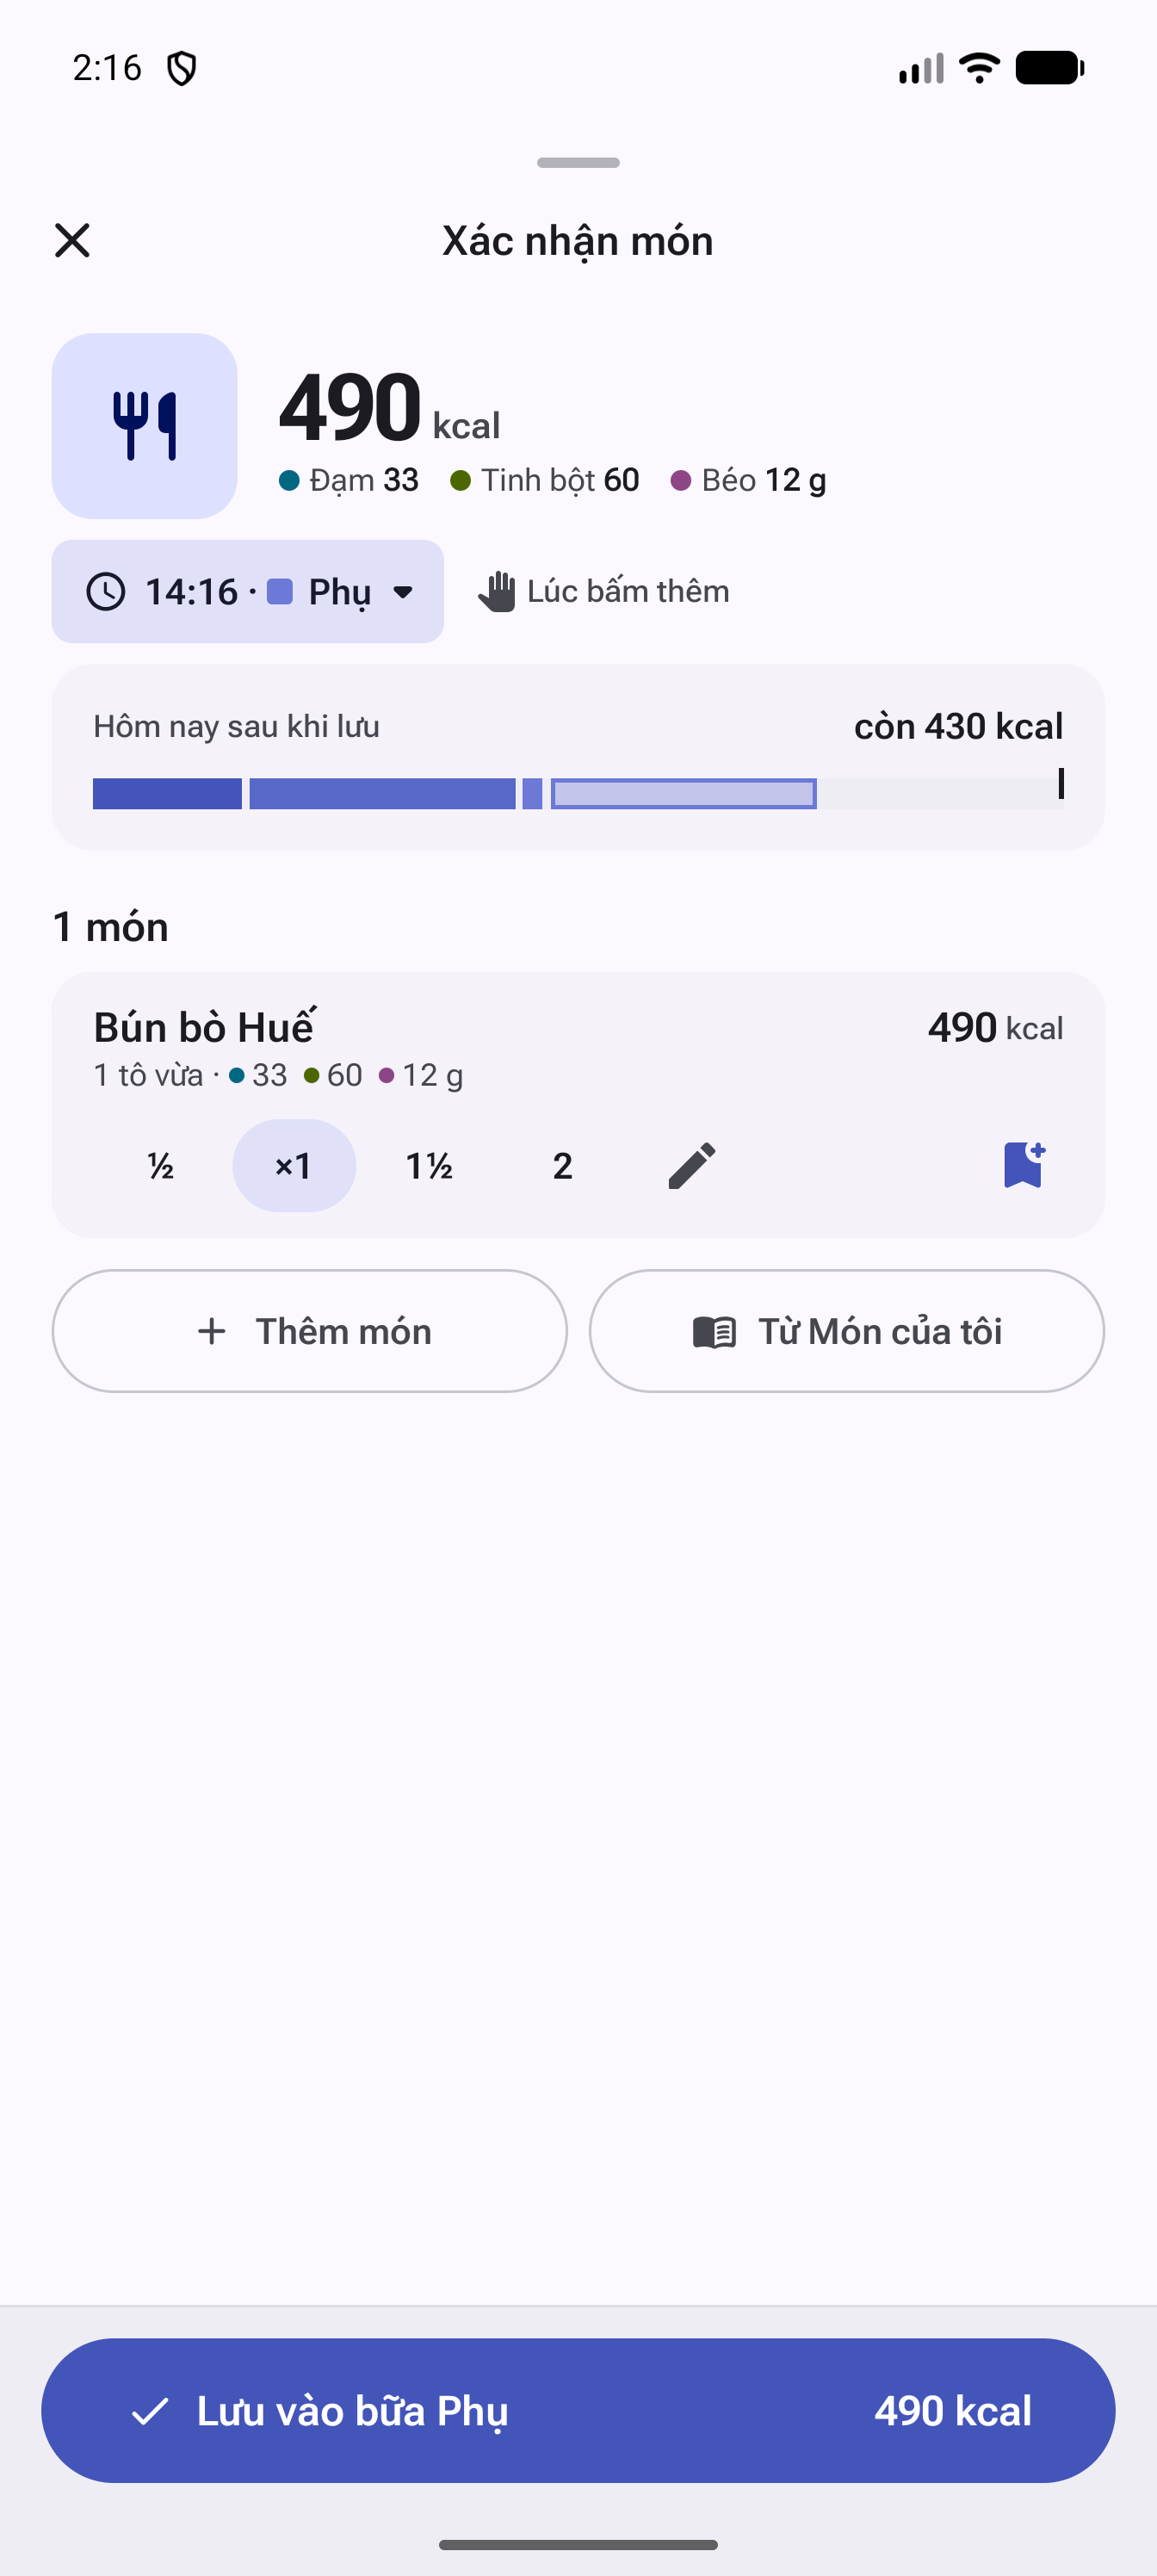 2:16
Xác nhận món
490 kcal
Đạm 33 Tinh bột 60 Béo 12 g
14:16 · Phụ
Lúc bấm thêm
Hôm nay sau khi lưu
còn 430 kcal
1 món
Bún bò Huế
490 kcal
1 tô vừa · 33 60 12 g
½ ×1 1½ 2
Thêm món
Từ Món của tôi
Lưu vào bữa Phụ
490 kcal